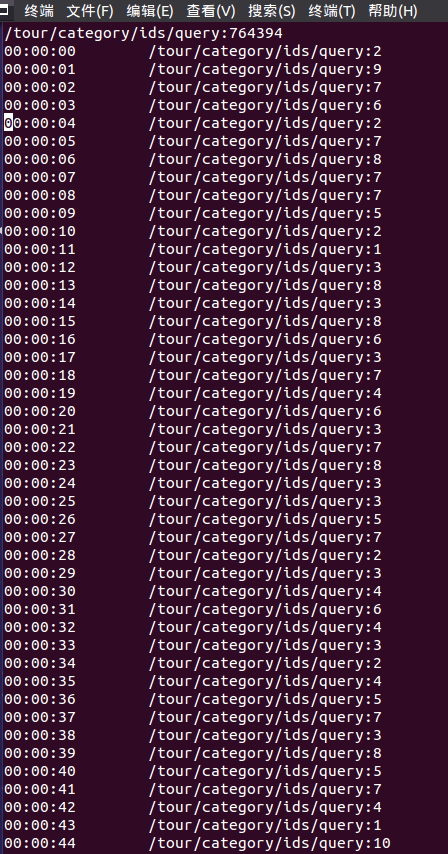 终端 文件(F) 编辑(E) 查看(V) 搜索(S) 终端(T) 帮助(H)
/tour/category/ids/query:764394
00:00:00 /tour/category/ids/query:2
00:00:01 /tour/category/ids/query:9
00:00:02 /tour/category/ids/query:7
00:00:03 /tour/category/ids/query:6
00:00:04 /tour/category/ids/query:2
00:00:05 /tour/category/ids/query:7
00:00:06 /tour/category/ids/query:8
00:00:07 /tour/category/ids/query:7
00:00:08 /tour/category/ids/query:7
00:00:09 /tour/category/ids/query:5
00:00:10 /tour/category/ids/query:2
00:00:11 /tour/category/ids/query:1
00:00:12 /tour/category/ids/query:3
00:00:13 /tour/category/ids/query:8
00:00:14 /tour/category/ids/query:3
00:00:15 /tour/category/ids/query:8
00:00:16 /tour/category/ids/query:6
00:00:17 /tour/category/ids/query:3
00:00:18 /tour/category/ids/query:7
00:00:19 /tour/category/ids/query:4
00:00:20 /tour/category/ids/query:6
00:00:21 /tour/category/ids/query:3
00:00:22 /tour/category/ids/query:7
00:00:23 /tour/category/ids/query:8
00:00:24 /tour/category/ids/query:3
00:00:25 /tour/category/ids/query:3
00:00:26 /tour/category/ids/query:5
00:00:27 /tour/category/ids/query:7
00:00:28 /tour/category/ids/query:2
00:00:29 /tour/category/ids/query:3
00:00:30 /tour/category/ids/query:4
00:00:31 /tour/category/ids/query:6
00:00:32 /tour/category/ids/query:4
00:00:33 /tour/category/ids/query:3
00:00:34 /tour/category/ids/query:2
00:00:35 /tour/category/ids/query:4
00:00:36 /tour/category/ids/query:5
00:00:37 /tour/category/ids/query:7
00:00:38 /tour/category/ids/query:3
00:00:39 /tour/category/ids/query:8
00:00:40 /tour/category/ids/query:5
00:00:41 /tour/category/ids/query:7
00:00:42 /tour/category/ids/query:4
00:00:43 /tour/category/ids/query:1
00:00:44 /tour/category/ids/query:10